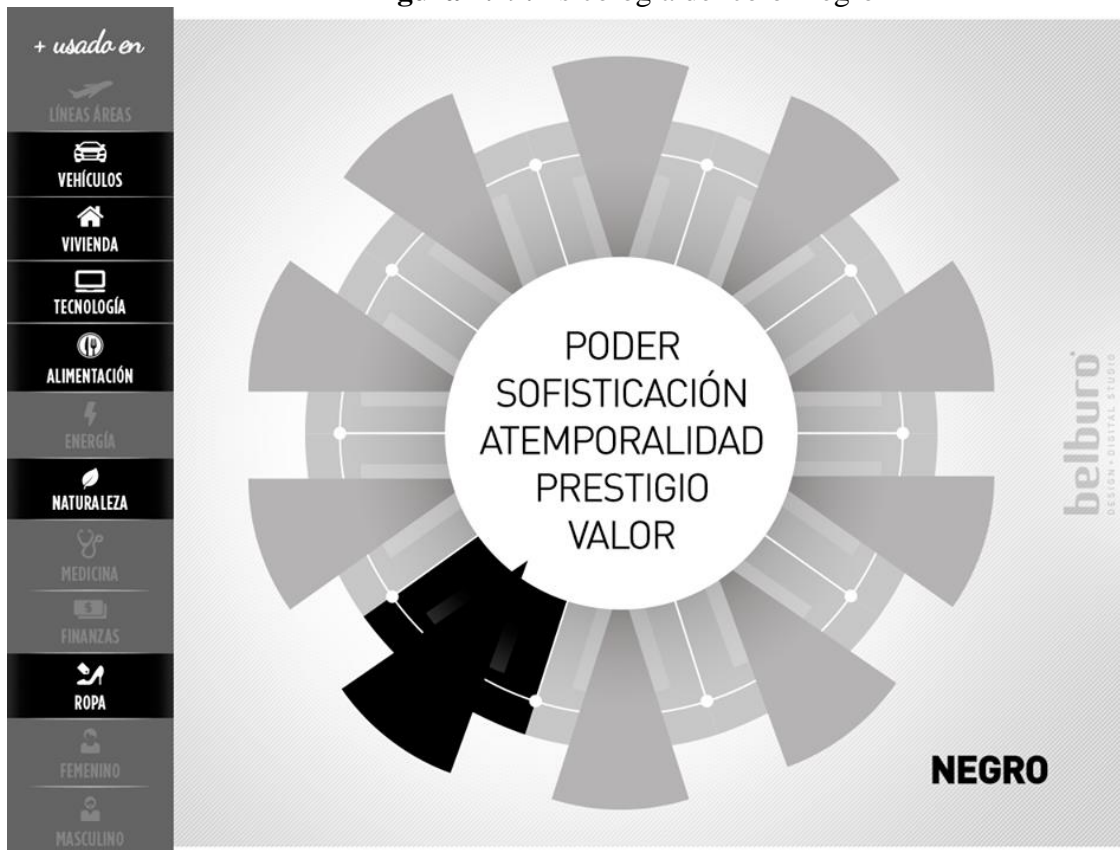 + usado en
LÍNEAS ÁREAS
VEHÍCULOS
VIVIENDA
TECNOLOGÍA
ALIMENTACIÓN
ENERGÍA
NATURALEZA
MEDICINA
FINANZAS
ROPA
FEMENINO
MASCULINO
PODER
SOFISTICACIÓN
ATEMPORALIDAD
PRESTIGIO
VALOR
NEGRO
belburo
DESIGN + DIGITAL STUDIO